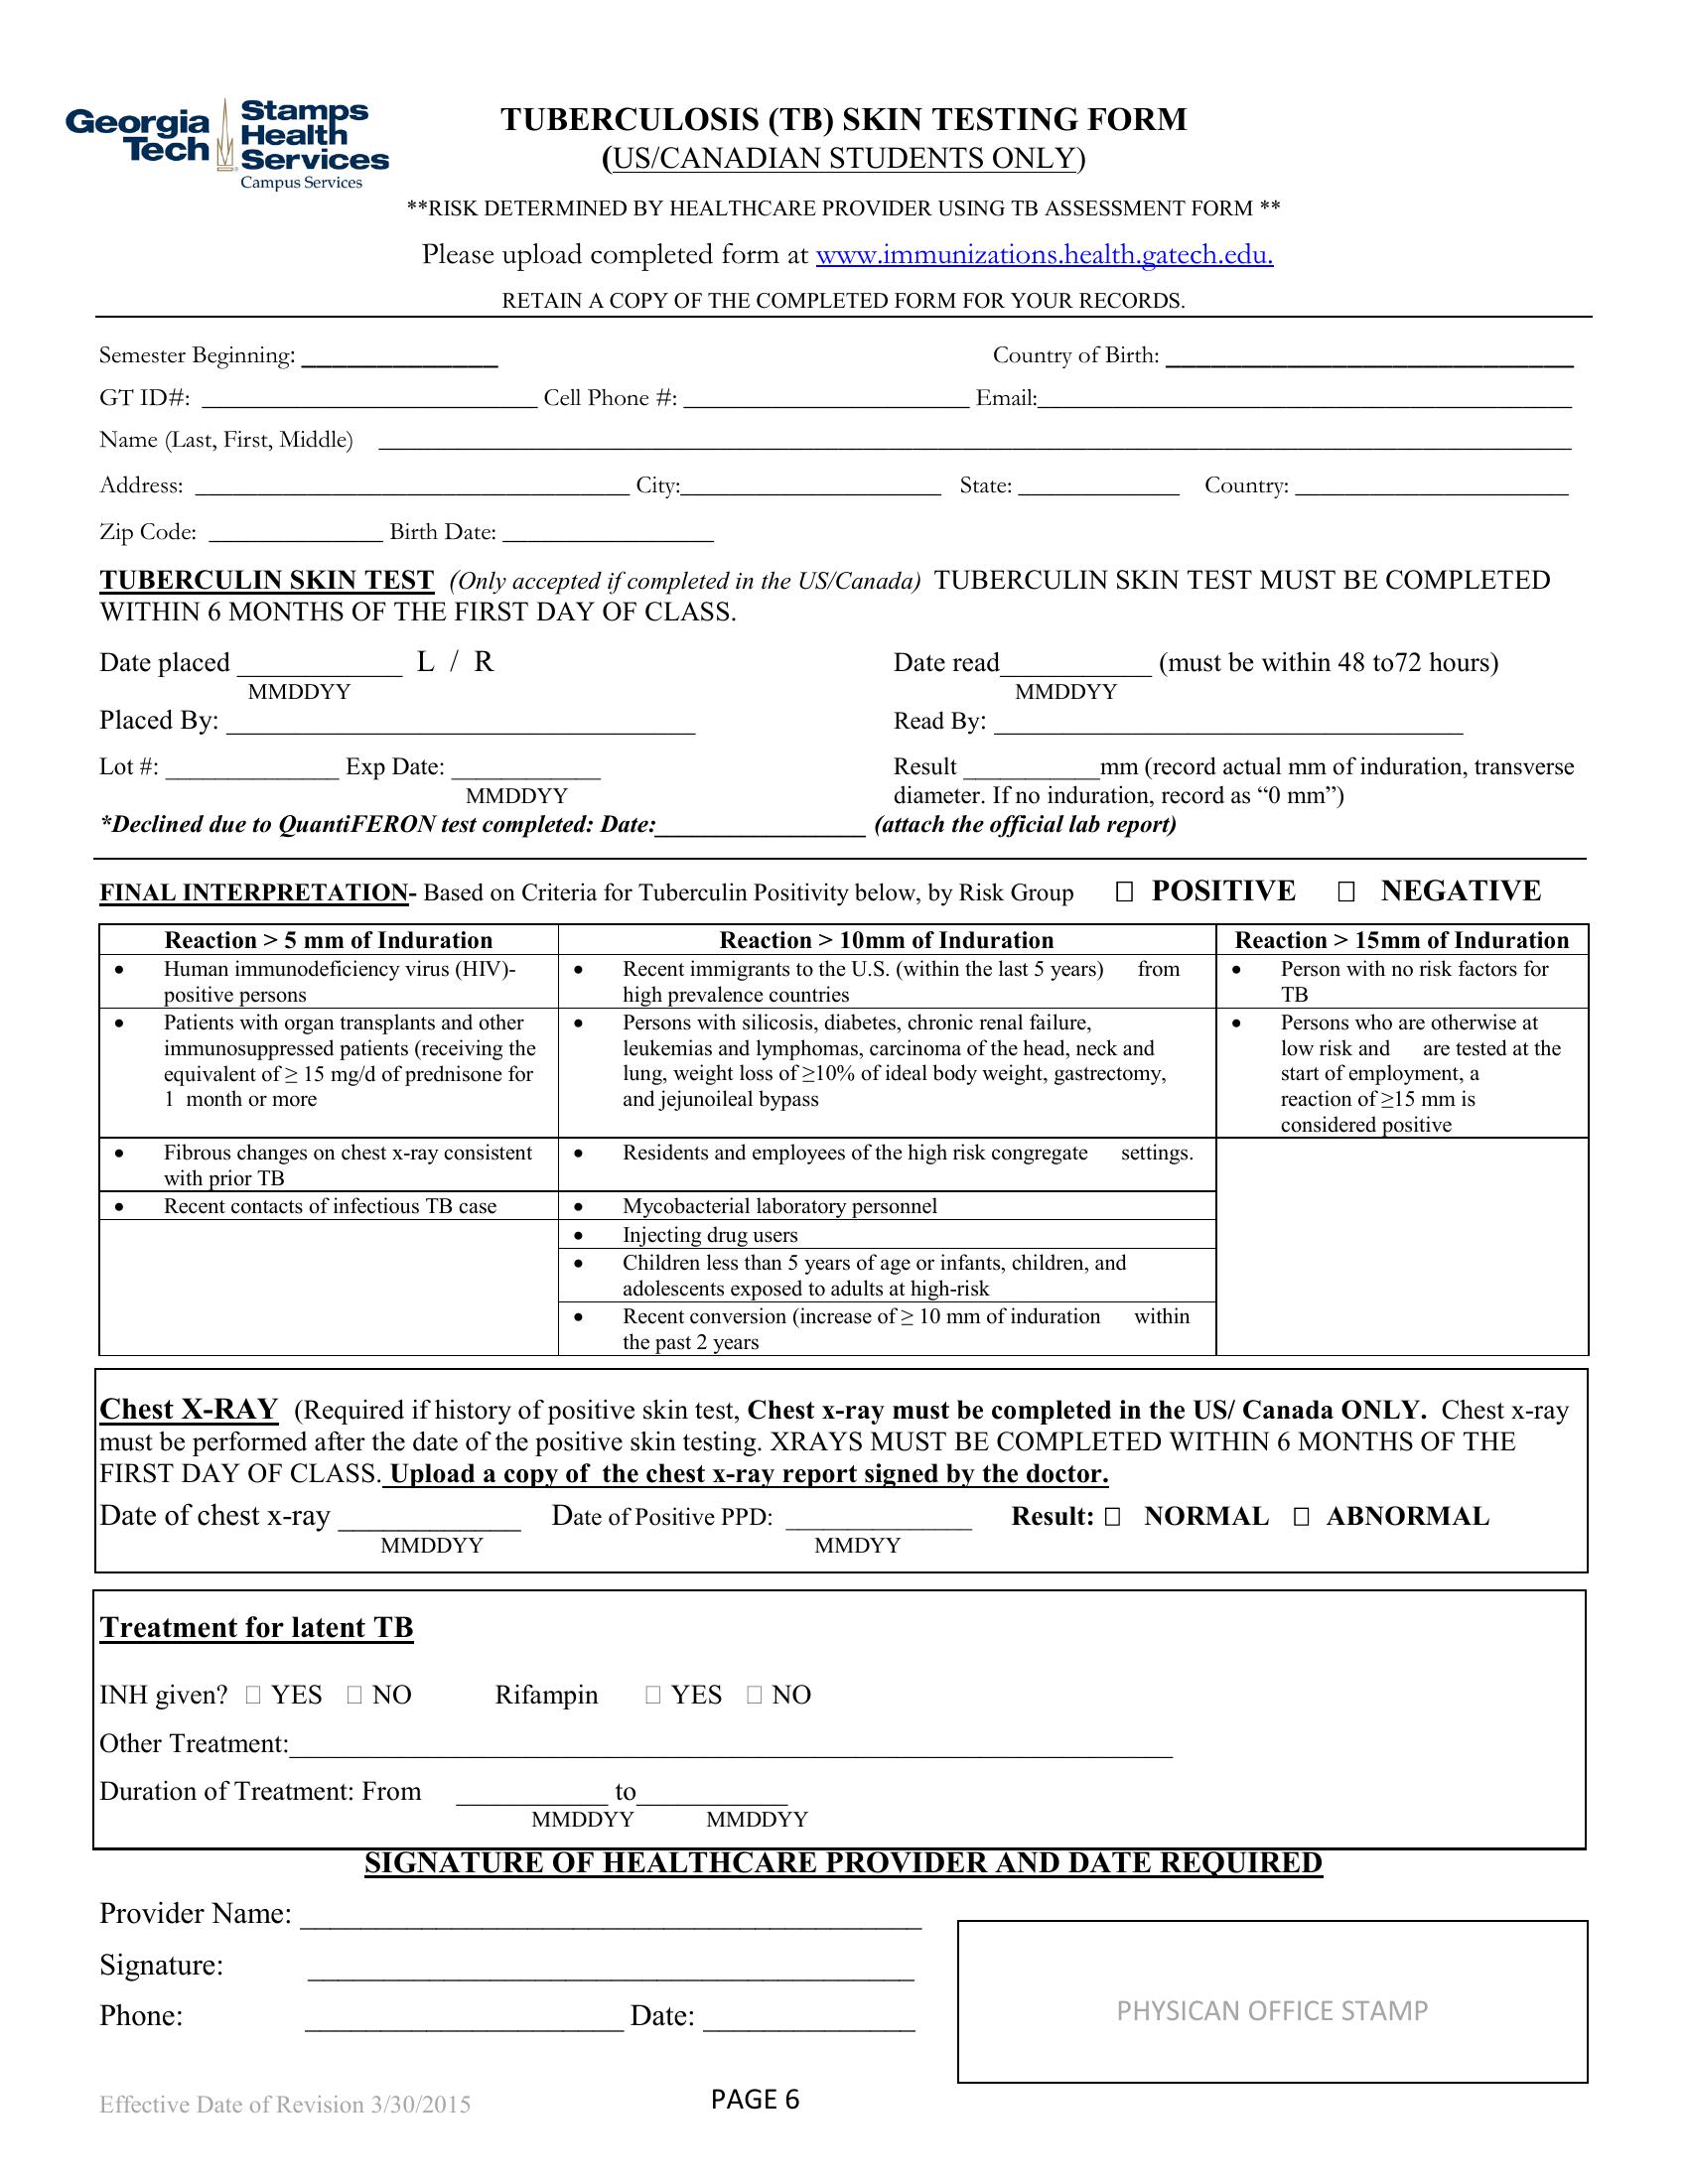 Georgia Tech Stamps Health Services
Campus Services
TUBERCULOSIS (TB) SKIN TESTING FORM
(US/CANADIAN STUDENTS ONLY)
**RISK DETERMINED BY HEALTHCARE PROVIDER USING TB ASSESSMENT FORM **
Please upload completed form at www.immunizations.health.gatech.edu.
RETAIN A COPY OF THE COMPLETED FORM FOR YOUR RECORDS.
Semester Beginning: ______________ Country of Birth: ______________
GT ID#: ______________ Cell Phone #: ______________ Email:______________
Name (Last, First, Middle) ______________
Address: ______________ City:______________ State: ______________ Country: ______________
Zip Code: ______________ Birth Date: ______________
TUBERCULIN SKIN TEST (Only accepted if completed in the US/Canada) TUBERCULIN SKIN TEST MUST BE COMPLETED
WITHIN 6 MONTHS OF THE FIRST DAY OF CLASS.
Date placed ____________ L / R Date read___________ (must be within 48 to72 hours)
MMDDYY MMDDYY
Placed By: ______________ Read By: ______________
Lot #: ______________ Exp Date: ____________ Result ___________mm (record actual mm of induration, transverse
MMDDYY diameter. If no induration, record as “0 mm”)
*Declined due to QuantiFERON test completed: Date:________________ (attach the official lab report)
FINAL INTERPRETATION- Based on Criteria for Tuberculin Positivity below, by Risk Group □ POSITIVE □ NEGATIVE
Reaction > 5 mm of Induration
• Human immunodeficiency virus (HIV)-
positive persons
• Patients with organ transplants and other
immunosuppressed patients (receiving the
equivalent of ≥ 15 mg/d of prednisone for
1 month or more
• Fibrous changes on chest x-ray consistent
with prior TB
• Recent contacts of infectious TB case
Reaction > 10mm of Induration
• Recent immigrants to the U.S. (within the last 5 years) from
high prevalence countries
• Persons with silicosis, diabetes, chronic renal failure,
leukemias and lymphomas, carcinoma of the head, neck and
lung, weight loss of ≥10% of ideal body weight, gastrectomy,
and jejunoileal bypass
• Residents and employees of the high risk congregate settings.
• Mycobacterial laboratory personnel
• Injecting drug users
• Children less than 5 years of age or infants, children, and
adolescents exposed to adults at high-risk
• Recent conversion (increase of ≥ 10 mm of induration within
the past 2 years
Reaction > 15mm of Induration
• Person with no risk factors for
TB
• Persons who are otherwise at
low risk and are tested at the
start of employment, a
reaction of ≥15 mm is
considered positive
Chest X-RAY (Required if history of positive skin test, Chest x-ray must be completed in the US/ Canada ONLY. Chest x-ray
must be performed after the date of the positive skin testing. XRAYS MUST BE COMPLETED WITHIN 6 MONTHS OF THE
FIRST DAY OF CLASS. Upload a copy of the chest x-ray report signed by the doctor.
Date of chest x-ray _____________ Date of Positive PPD: _______________ Result: □ NORMAL □ ABNORMAL
MMDDYY MMDYY
Treatment for latent TB
INH given? □ YES □ NO Rifampin □ YES □ NO
Other Treatment:______________
Duration of Treatment: From ___________ to___________
MMDDYY MMDDYY
SIGNATURE OF HEALTHCARE PROVIDER AND DATE REQUIRED
Provider Name: ______________
Signature: ______________
Phone: ______________ Date: ______________
PHYSICAN OFFICE STAMP
Effective Date of Revision 3/30/2015 PAGE 6